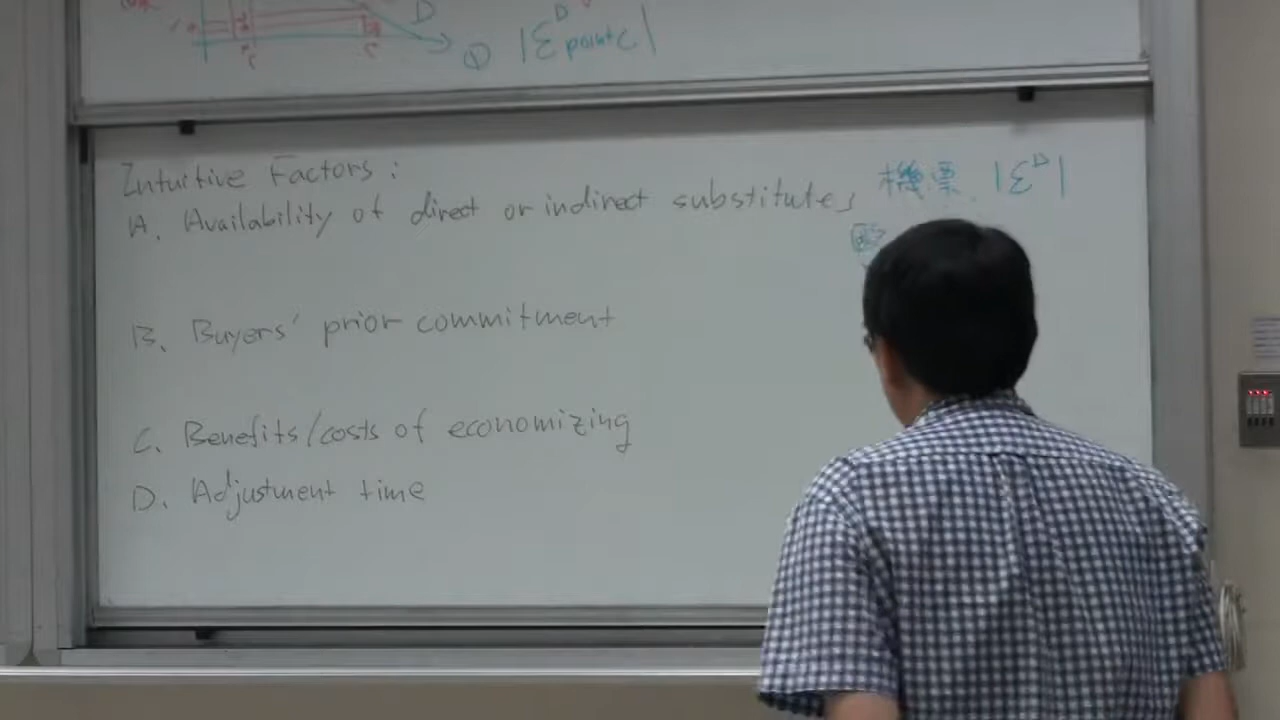 D
① |ε^D point c|
Intuitive Factors :
A. Availability of direct or indirect substitutes 機票 |ε^D|
B. Buyers' prior commitment
C. Benefits/costs of economizing
D. Adjustment time